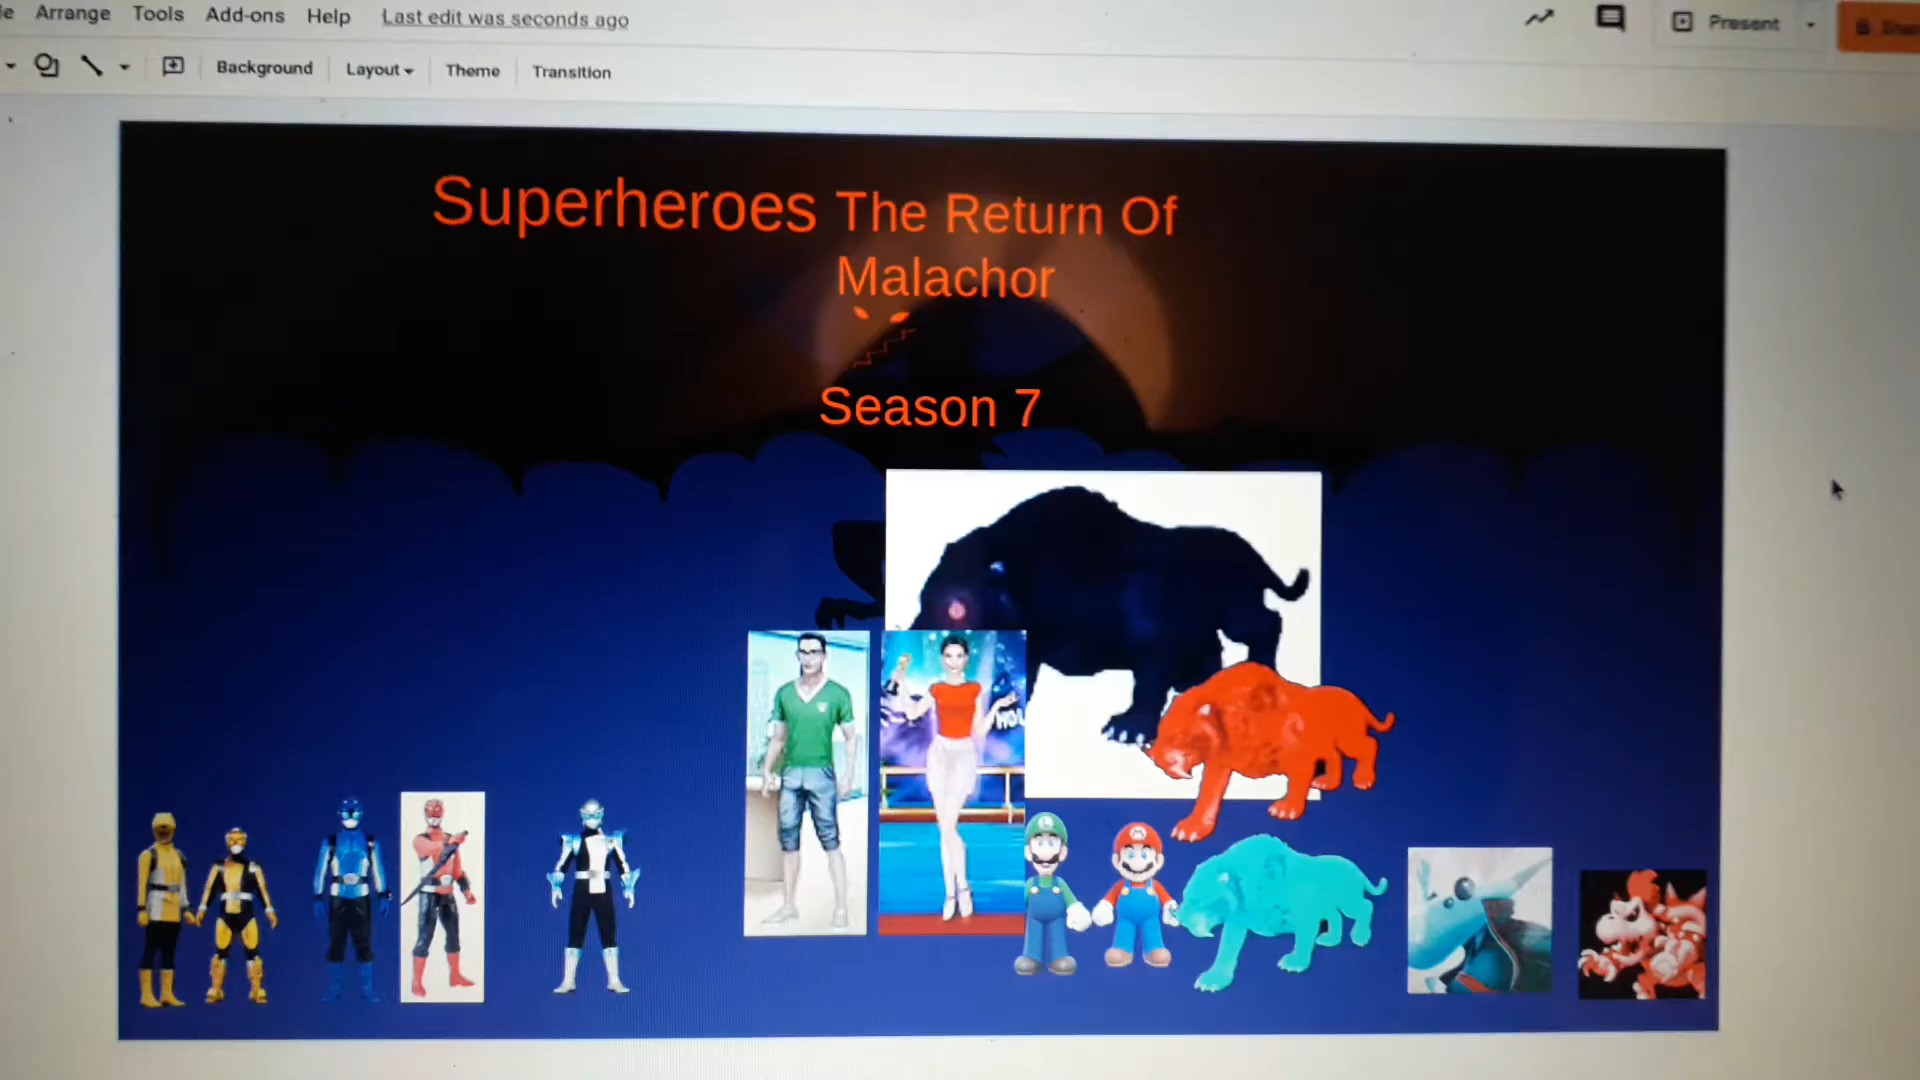 Arrange Tools Add-ons Help Last edit was seconds ago
Present
Background Layout Theme Transition
Superheroes The Return Of
Malachor
Season 7
L M